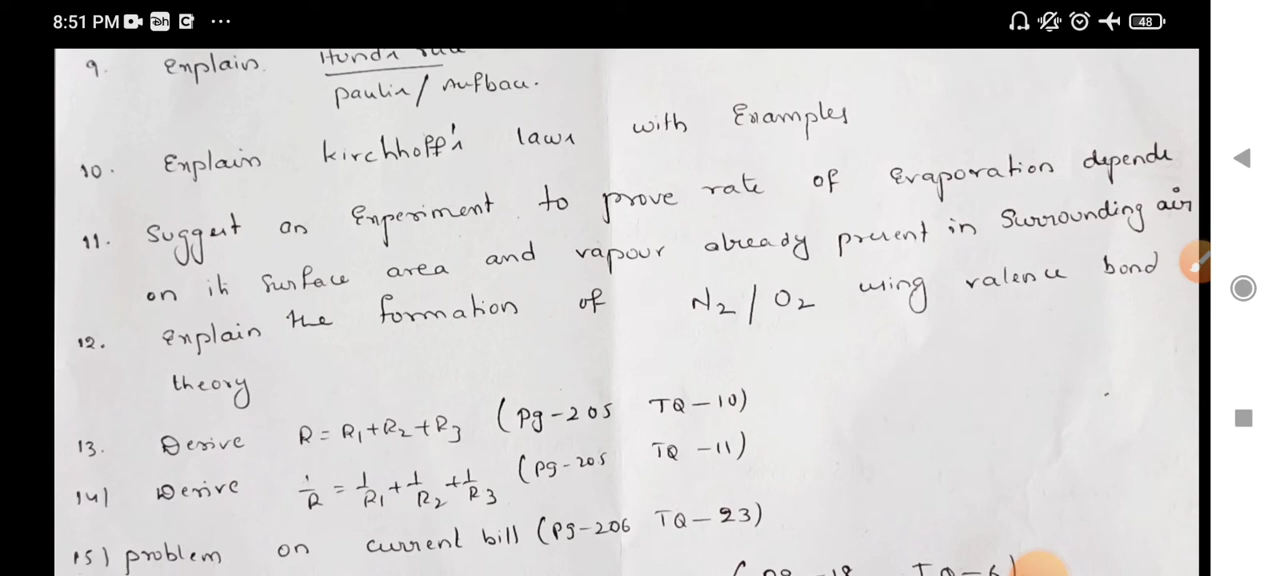 8:51 PM
48
9. Explain Hunds rule
Paulis / Aufbau.
10. Explain kirchhoff's laws with Examples
11. Suggest an Experiment to prove rate of Evaporation depends
on its surface area and vapour already present in surrounding air
12. Explain the formation of N₂ / O₂ using valence bond
theory
13. Derive R = R₁ + R₂ + R₃ (Pg - 205 TQ - 10)
14) Derive 1/R = 1/R₁ + 1/R₂ + 1/R₃ (Pg - 205 TQ - 11)
15) problem on current bill (Pg - 206 TQ - 23)